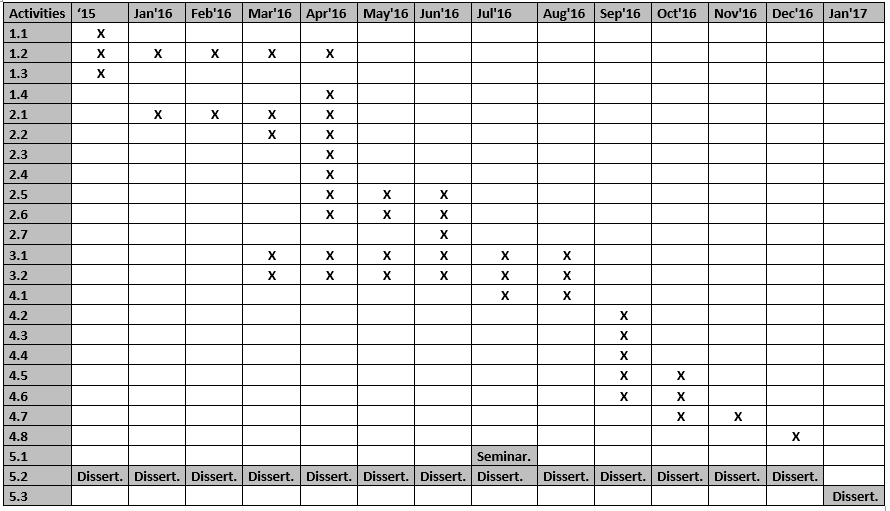 Activities ‘15 Jan'16 Feb'16 Mar'16 Apr'16 May'16 Jun'16 Jul'16 Aug'16 Sep'16 Oct'16 Nov'16 Dec'16 Jan'17
1.1 X
1.2 X X X X X
1.3 X
1.4 X
2.1 X X X X
2.2 X X
2.3 X
2.4 X
2.5 X X X
2.6 X X X
2.7 X
3.1 X X X X X X
3.2 X X X X X X
4.1 X X
4.2 X
4.3 X
4.4 X
4.5 X X
4.6 X X
4.7 X X
4.8 X
5.1 Seminar.
5.2 Dissert. Dissert. Dissert. Dissert. Dissert. Dissert. Dissert. Dissert. Dissert. Dissert. Dissert. Dissert. Dissert.
5.3 Dissert.